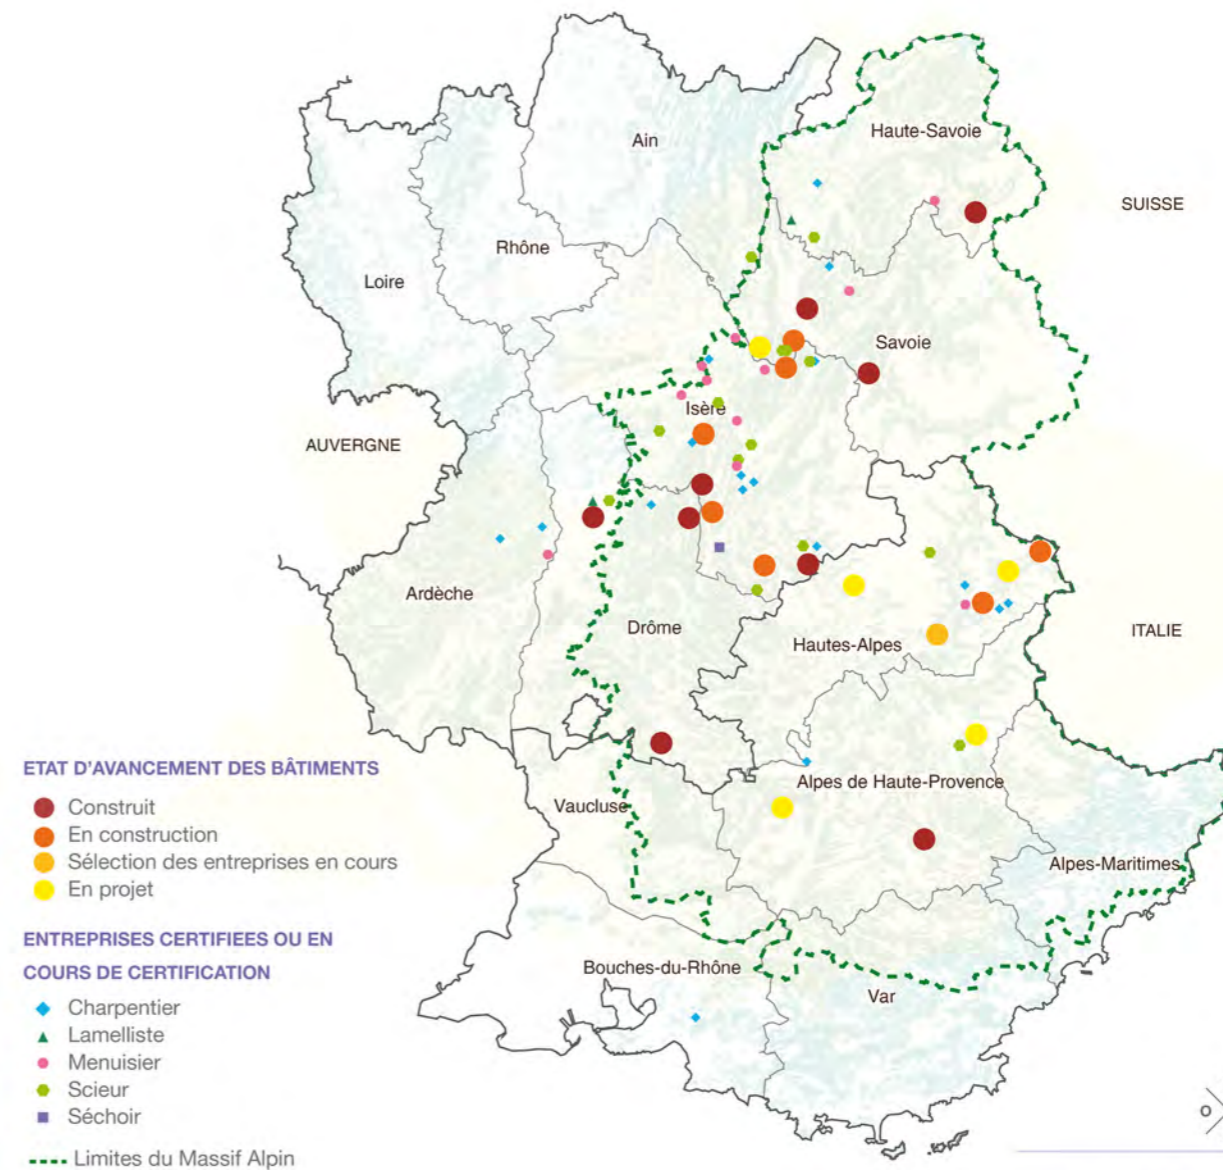 Ain
Haute-Savoie
SUISSE
Rhône
Loire
Savoie
Isère
AUVERGNE
Ardèche
Drôme
ITALIE
Hautes-Alpes
ETAT D'AVANCEMENT DES BÂTIMENTS
Construit
En construction
Sélection des entreprises en cours
En projet
Alpes de Haute-Provence
Vaucluse
Alpes-Maritimes
ENTREPRISES CERTIFIEES OU EN
COURS DE CERTIFICATION
Charpentier
Lamelliste
Menuisier
Scieur
Séchoir
Limites du Massif Alpin
Bouches-du-Rhône
Var
O